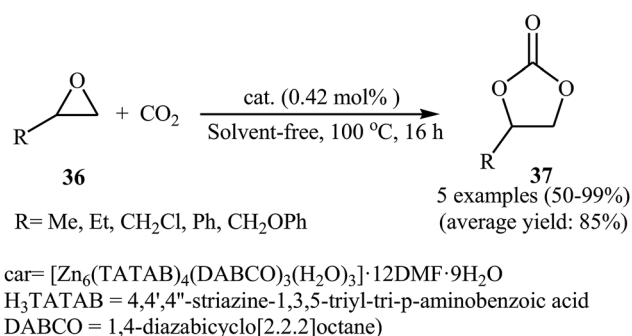 O
O
+ CO2
cat. (0.42 mol% )
Solvent-free, 100 °C, 16 h
O
O
R
36
R
37
5 examples (50-99%)
R= Me, Et, CH2Cl, Ph, CH2OPh
(average yield: 85%)
car= [Zn6(TATAB)4(DABCO)3(H2O)3]·12DMF·9H2O
H3TATAB = 4,4',4"-striazine-1,3,5-triyl-tri-p-aminobenzoic acid
DABCO = 1,4-diazabicyclo[2.2.2]octane)